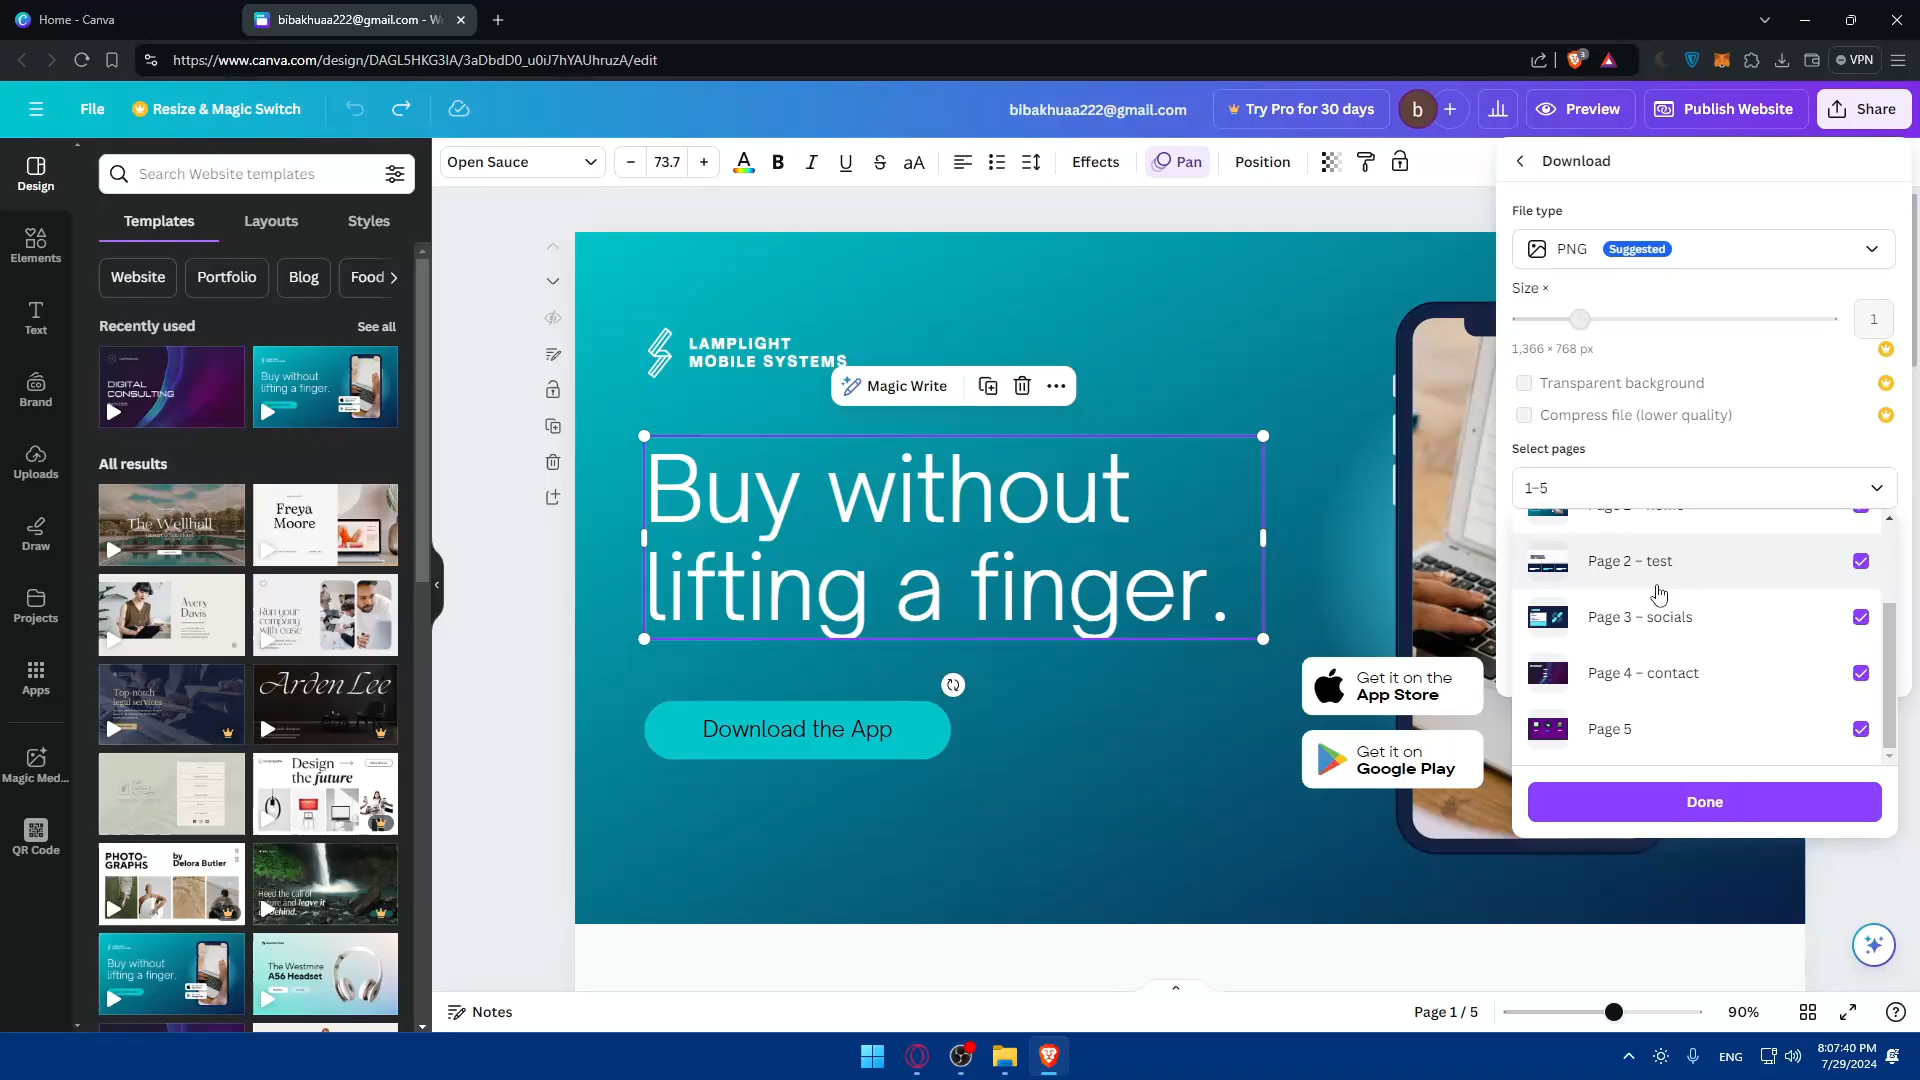 Home - Canva
bibakhuaa222@gmail.com - W
https://www.canva.com/design/DAGL5HKG3IA/3aDbdD0_u0iJ7hYAUhruzA/edit
VPN
File
Resize & Magic Switch
bibakhuaa222@gmail.com
Try Pro for 30 days
b
Preview
Publish Website
Share
Design
Elements
Text
Brand
Uploads
Draw
Projects
Apps
Magic Med...
QR Code
Search Website templates
Templates
Layouts
Styles
Website
Portfolio
Blog
Food
Recently used
See all
DIGITAL
CONSULTING
Buy without
lifting a finger.
All results
The Wellhall
Freya
Moore
Avery
Davis
Run your
company
with ease
Top-notch
legal services
Arden Lee
Design
the future
PHOTO-
GRAPHS
by
Delora Butler
Heed the call of
nature and leave it
behind.
Buy without
lifting a finger.
The Westmire
A56 Headset
Open Sauce
73.7
A
B
I
U
S
aA
Effects
Pan
Position
LAMPLIGHT
MOBILE SYSTEMS
Magic Write
Buy without
lifting a finger.
Download the App
Get it on the
App Store
Get it on
Google Play
Download
File type
PNG
Suggested
Size ×
1
1,366 × 768 px
Transparent background
Compress file (lower quality)
Select pages
1–5
Page 2 – test
Page 3 – socials
Page 4 – contact
Page 5
Done
Notes
Page 1 / 5
90%
ENG
8:07:40 PM
7/29/2024